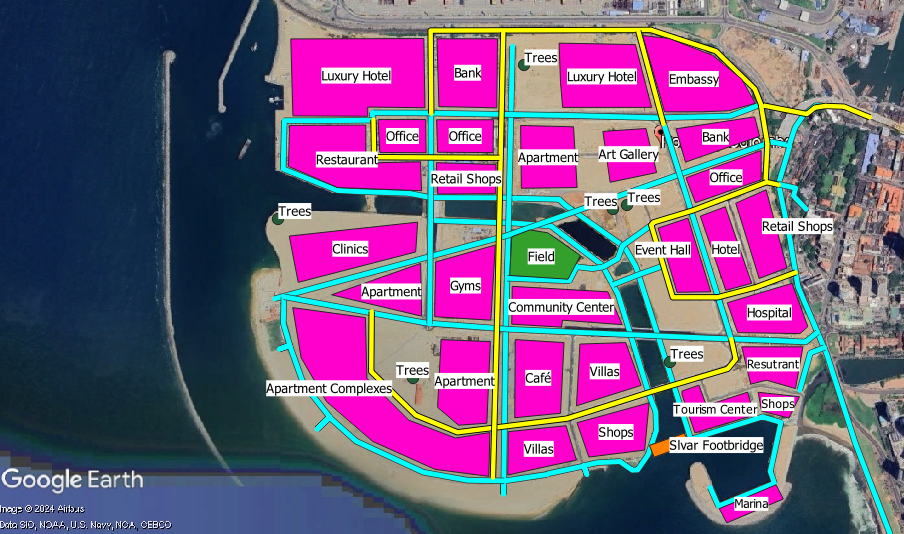 Trees
Luxury Hotel
Bank
Luxury Hotel
Embassy
Office
Office
Bank
Restaurant
Apartment
Art Gallery
Retail Shops
Office
Trees
Trees
Trees
Retail Shops
Clinics
Field
Event Hall
Hotel
Apartment
Gyms
Community Center
Hospital
Trees
Trees
Resutrant
Apartment Complexes
Apartment
Café
Villas
Tourism Center
Shops
Shops
Villas
Slvar Footbridge
Marina
Google Earth
Image © 2024 Airbus
Data SIO, NOAA, U.S. Navy, NGA, GEBCO